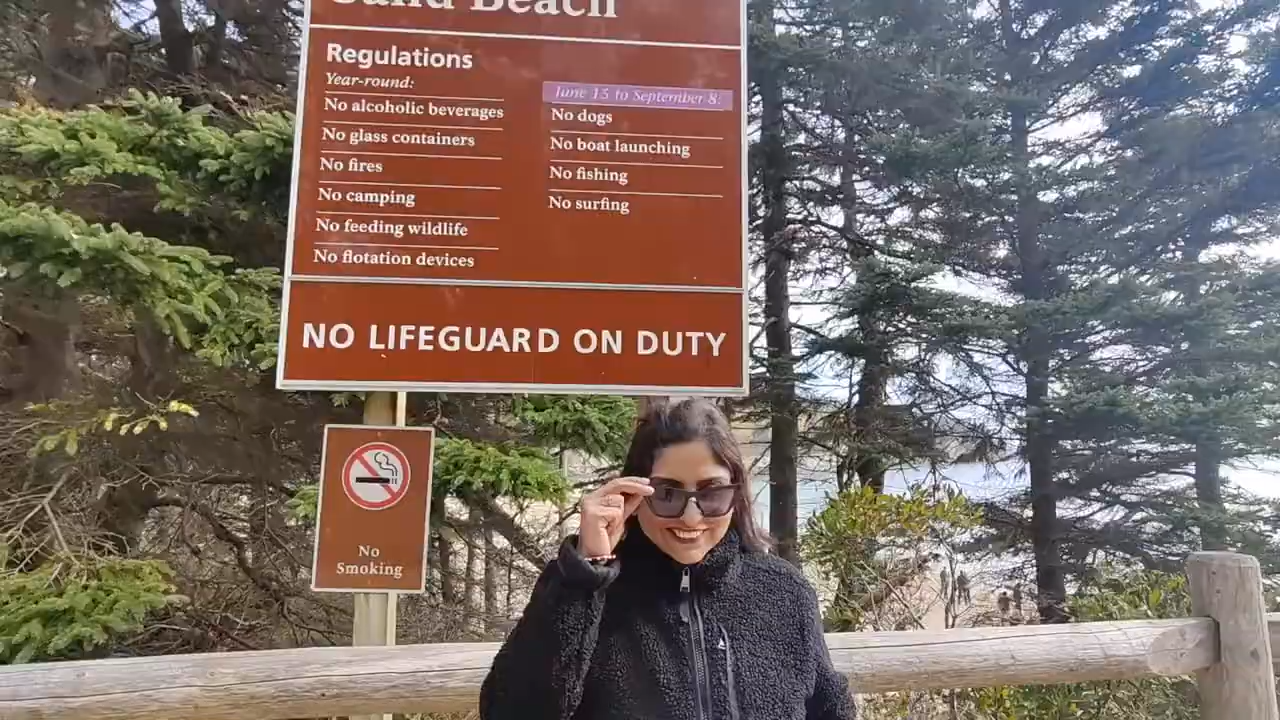 Sand Beach
Regulations
Year-round:
No alcoholic beverages
No glass containers
No fires
No camping
No feeding wildlife
No flotation devices
June 15 to September 8:
No dogs
No boat launching
No fishing
No surfing
NO LIFEGUARD ON DUTY
No
Smoking